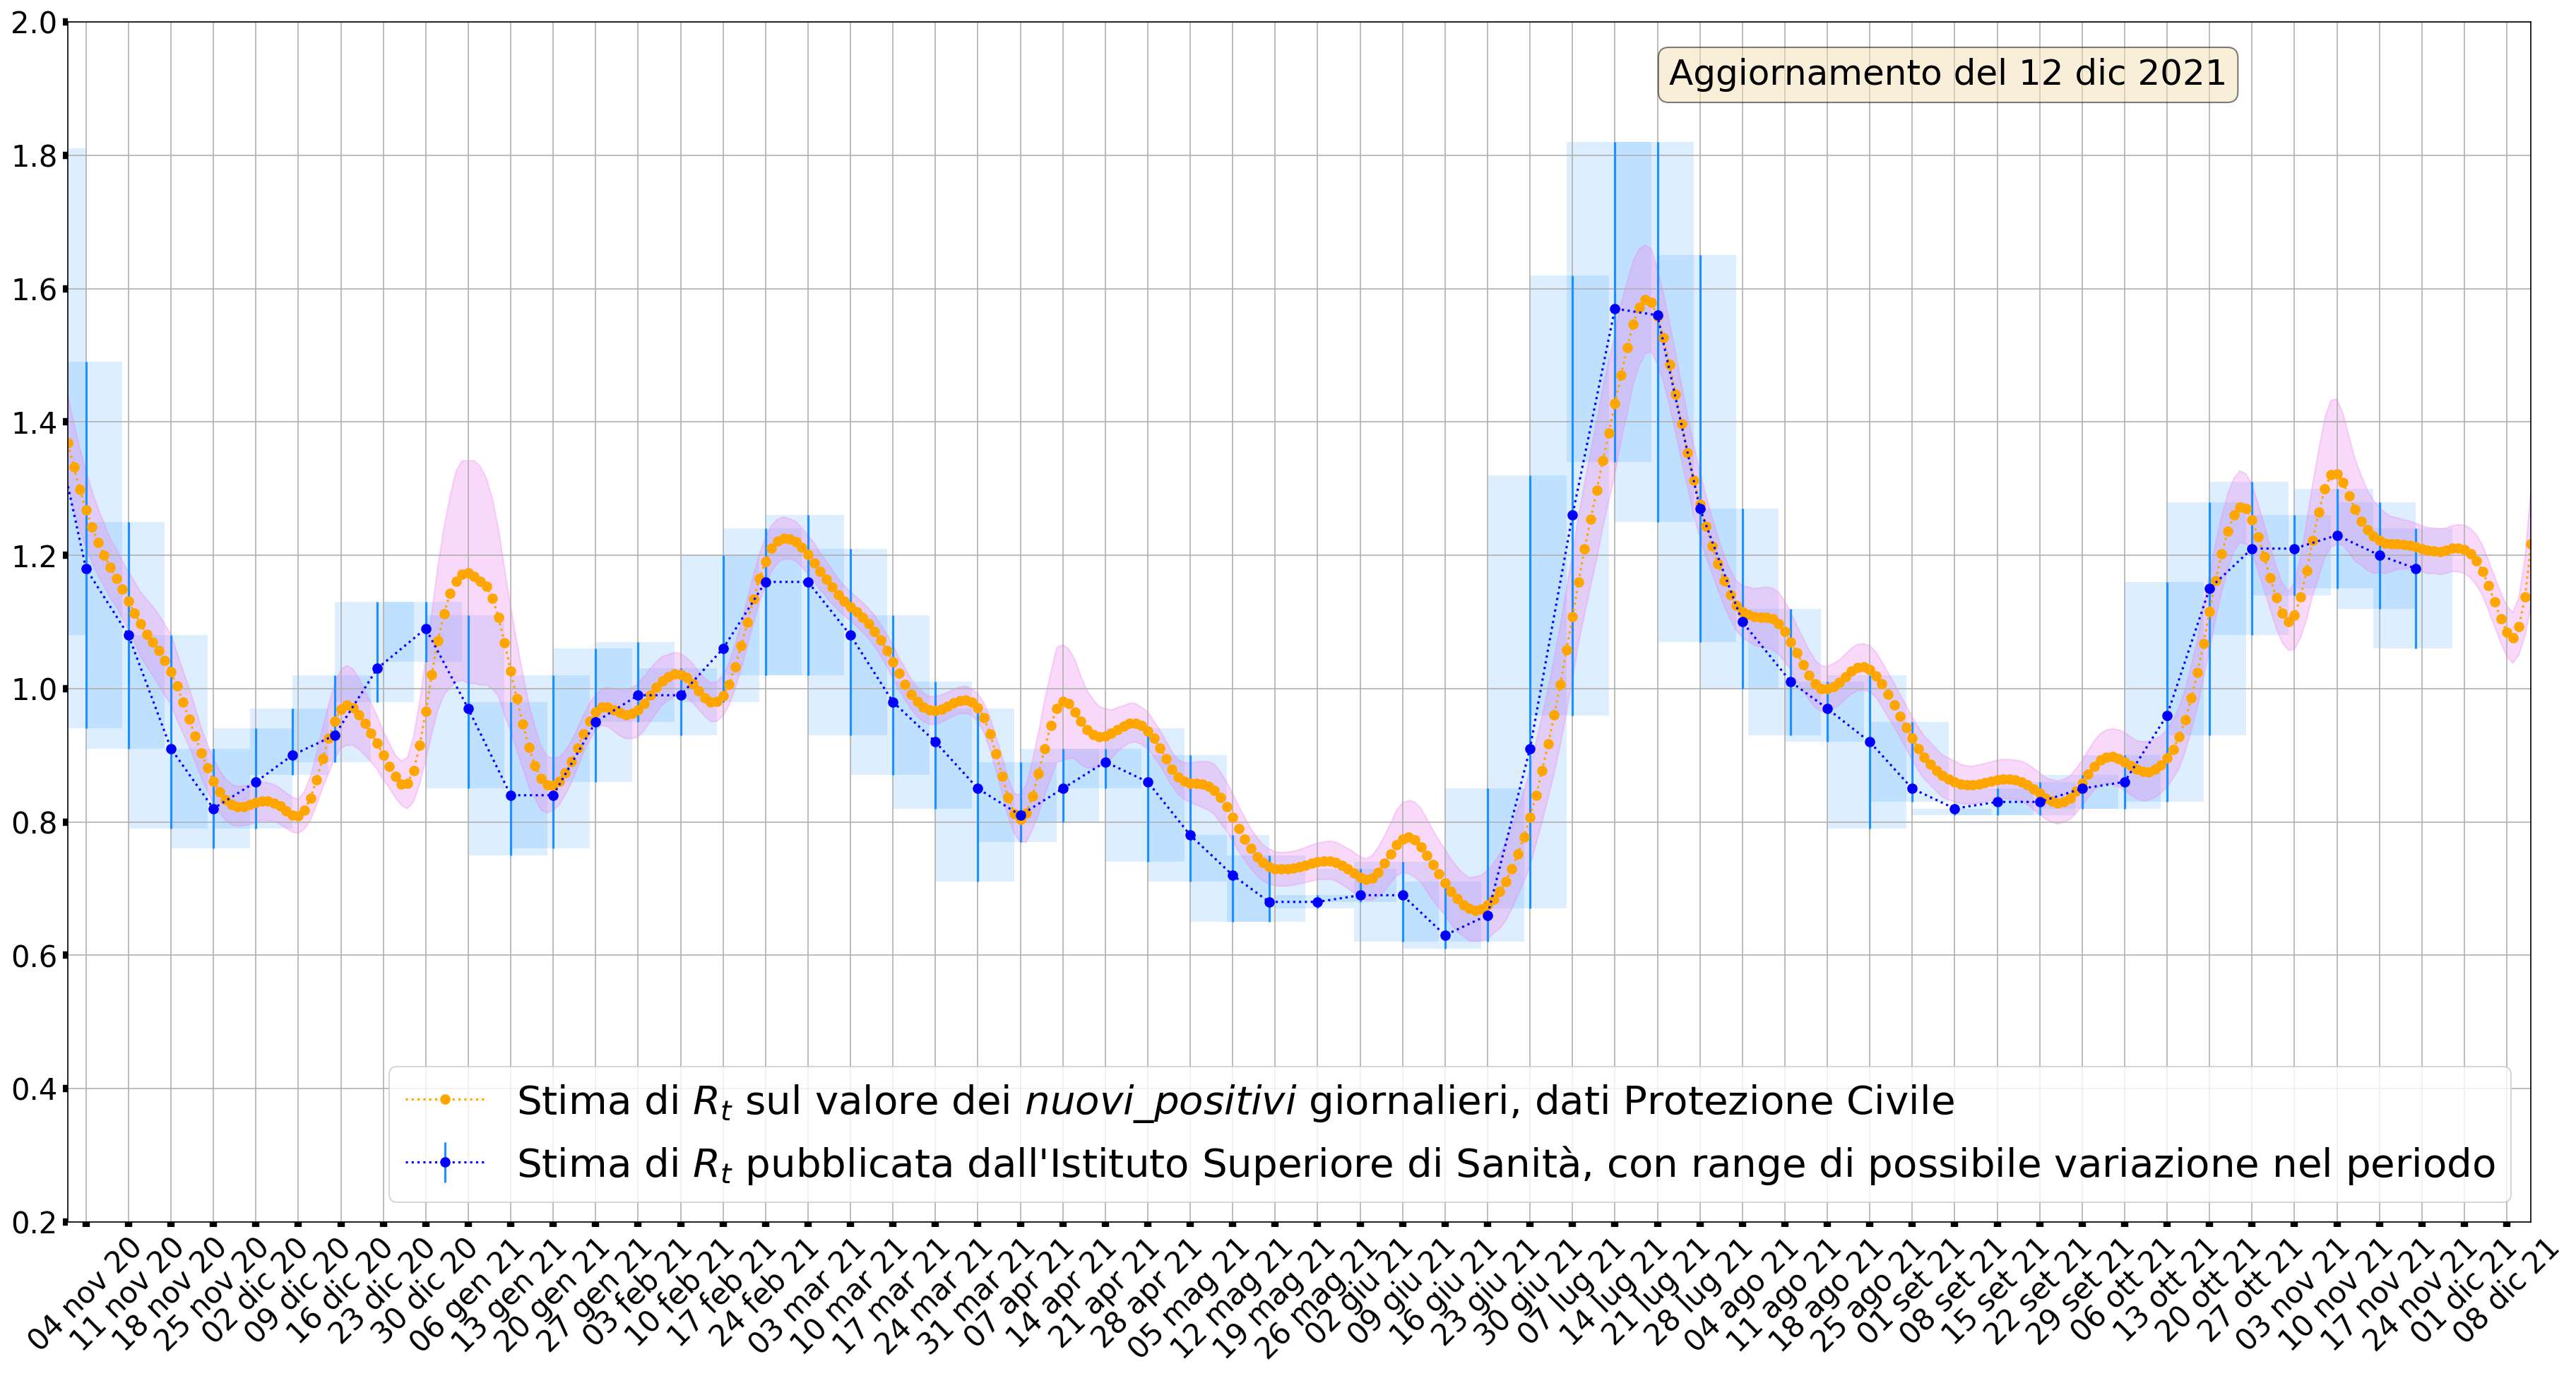 2.0
Aggiornamento del 12 dic 2021
1.8
1.6
1.4
1.2
1.0
0.8
0.6
0.4
Stima di Rt sul valore dei nuovi_positivi giornalieri, dati Protezione Civile
Stima di Rt pubblicata dall'Istituto Superiore di Sanità, con range di possibile variazione nel periodo
0.2
04 nov 20
11 nov 20
18 nov 20
25 nov 20
02 dic 20
09 dic 20
16 dic 20
23 dic 20
30 dic 20
06 gen 21
13 gen 21
20 gen 21
27 gen 21
03 feb 21
10 feb 21
17 feb 21
24 feb 21
03 mar 21
10 mar 21
17 mar 21
24 mar 21
31 mar 21
07 apr 21
14 apr 21
21 apr 21
28 apr 21
05 mag 21
12 mag 21
19 mag 21
26 mag 21
02 giu 21
09 giu 21
16 giu 21
23 giu 21
30 giu 21
07 lug 21
14 lug 21
21 lug 21
28 lug 21
04 ago 21
11 ago 21
18 ago 21
25 ago 21
01 set 21
08 set 21
15 set 21
22 set 21
29 set 21
06 ott 21
13 ott 21
20 ott 21
27 ott 21
03 nov 21
10 nov 21
17 nov 21
24 nov 21
01 dic 21
08 dic 21